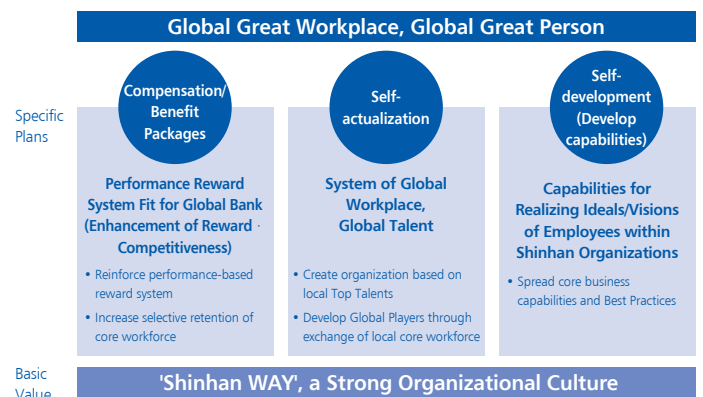 Global Great Workplace, Global Great Person
Specific
Plans
Compensation/
Benefit
Packages
Performance Reward
System Fit for Global Bank
(Enhancement of Reward ·
Competitiveness)
• Reinforce performance-based
reward system
• Increase selective retention of
core workforce
Self-
actualization
System of Global
Workplace,
Global Talent
• Create organization based on
local Top Talents
• Develop Global Players through
exchange of local core workforce
Self-
development
(Develop
capabilities)
Capabilities for
Realizing Ideals/Visions
of Employees within
Shinhan Organizations
• Spread core business
capabilities and Best Practices
Basic
Value
'Shinhan WAY', a Strong Organizational Culture